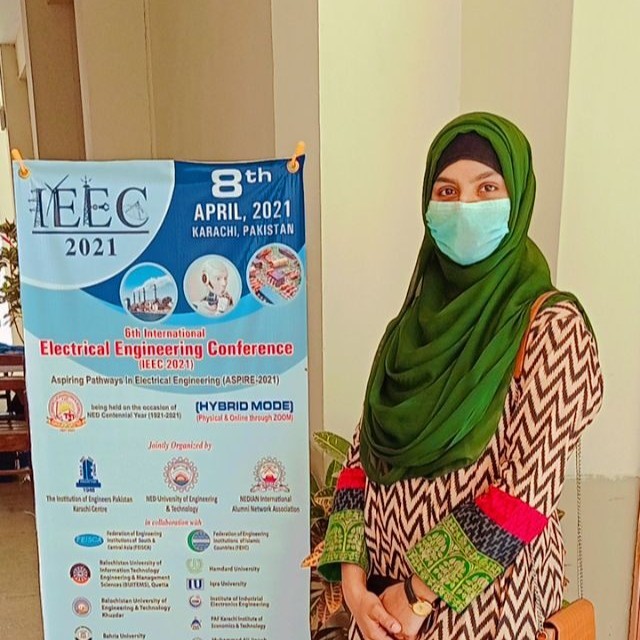 IEEC
2021
8th
APRIL, 2021
KARACHI, PAKISTAN
6th International
Electrical Engineering Conference
(IEEC 2021)
Aspiring Pathways in Electrical Engineering (ASPIRE-2021)
being held on the occasion of
NED Centennial Year (1921-2021)
(HYBRID MODE)
(Physical & Online through ZOOM)
Jointly Organized by
1948
The Institution of Engineers Pakistan
Karachi Centre
NED University of Engineering
& Technology
NEDIAN International
Alumni Network Association
in collaboration with
FEISCA
Federation of Engineering
Institutions of South &
Central Asia (FEISCA)
Federation of Engineering
Institutions of Islamic
Countries (FEIIC)
Balochistan University of
Information Technology
Engineering & Management
Sciences (BUITEMS), Quetta
Hamdard University
IU
Iqra University
Balochistan University of
Engineering & Technology
Khuzdar
Institute of Industrial
Electronics Engineering
PAF Karachi Institute of
Economics & Technology
Bahria University